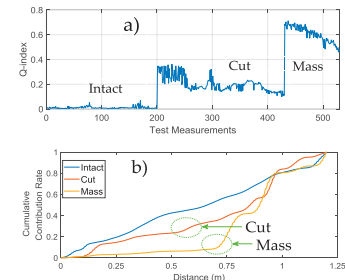 a)
0.8
0.6
0.4
0.2
0
Q-index
Intact
Cut
Mass
0 100 200 300 400 500
Test Measurements
b)
1
0.8
0.6
0.4
0.2
0
Cumulative
Contribution Rate
Intact
Cut
Mass
Cut
Mass
0 0.25 0.5 0.75 1 1.25
Distance (m)